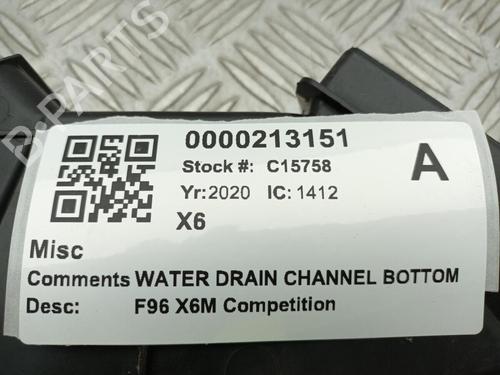 B-PARTS
0000213151
A
Stock #: C15758
Yr: 2020 IC: 1412
X6
Misc
Comments WATER DRAIN CHANNEL BOTTOM
Desc: F96 X6M Competition